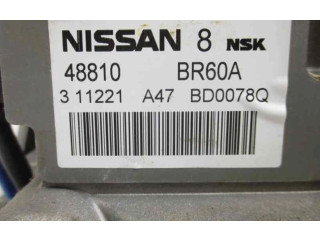 NISSAN 8 NSK
48810 BR60A
3 11221 A47 BD0078Q